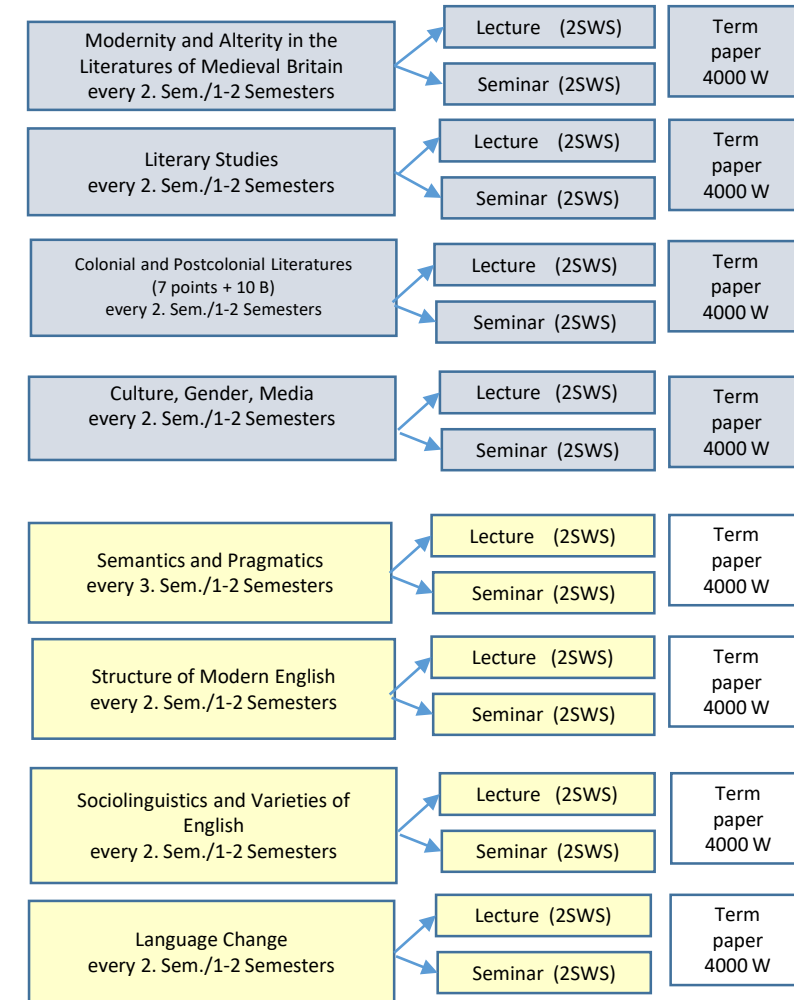 Modernity and Alterity in the
Literatures of Medieval Britain
every 2. Sem./1-2 Semesters
Lecture (2SWS)
Seminar (2SWS)
Term
paper
4000 W
Literary Studies
every 2. Sem./1-2 Semesters
Lecture (2SWS)
Seminar (2SWS)
Term
paper
4000 W
Colonial and Postcolonial Literatures
(7 points + 10 B)
every 2. Sem./1-2 Semesters
Lecture (2SWS)
Seminar (2SWS)
Term
paper
4000 W
Culture, Gender, Media
every 2. Sem./1-2 Semesters
Lecture (2SWS)
Seminar (2SWS)
Term
paper
4000 W
Semantics and Pragmatics
every 3. Sem./1-2 Semesters
Lecture (2SWS)
Seminar (2SWS)
Term
paper
4000 W
Structure of Modern English
every 2. Sem./1-2 Semesters
Lecture (2SWS)
Seminar (2SWS)
Term
paper
4000 W
Sociolinguistics and Varieties of
English
every 2. Sem./1-2 Semesters
Lecture (2SWS)
Seminar (2SWS)
Term
paper
4000 W
Language Change
every 2. Sem./1-2 Semesters
Lecture (2SWS)
Seminar (2SWS)
Term
paper
4000 W